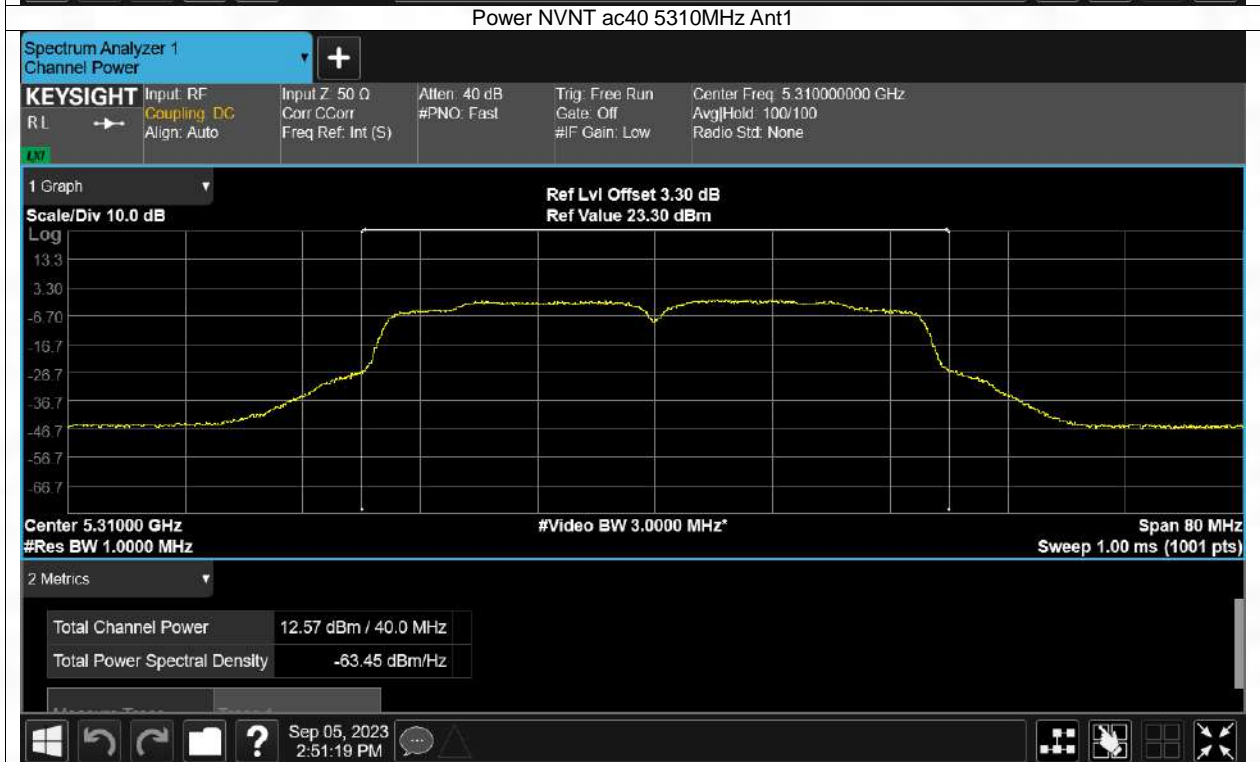 Power NVNT ac40 5310MHz Ant1
Spectrum Analyzer 1
Channel Power
+
KEYSIGHT
RL
LXI
Input: RF
Coupling: DC
Align: Auto
Input Z: 50 Ω
Corr CCorr
Freq Ref: Int (S)
Atten: 40 dB
#PNO: Fast
Trig: Free Run
Gate: Off
#IF Gain: Low
Center Freq: 5.310000000 GHz
Avg|Hold: 100/100
Radio Std: None
1 Graph
Scale/Div 10.0 dB
Ref Lvl Offset 3.30 dB
Ref Value 23.30 dBm
Log
13.3
3.30
-6.70
-16.7
-26.7
-36.7
-46.7
-56.7
-66.7
Center 5.31000 GHz
#Res BW 1.0000 MHz
#Video BW 3.0000 MHz*
Span 80 MHz
Sweep 1.00 ms (1001 pts)
2 Metrics
Total Channel Power 12.57 dBm / 40.0 MHz
Total Power Spectral Density -63.45 dBm/Hz
?
Sep 05, 2023
2:51:19 PM